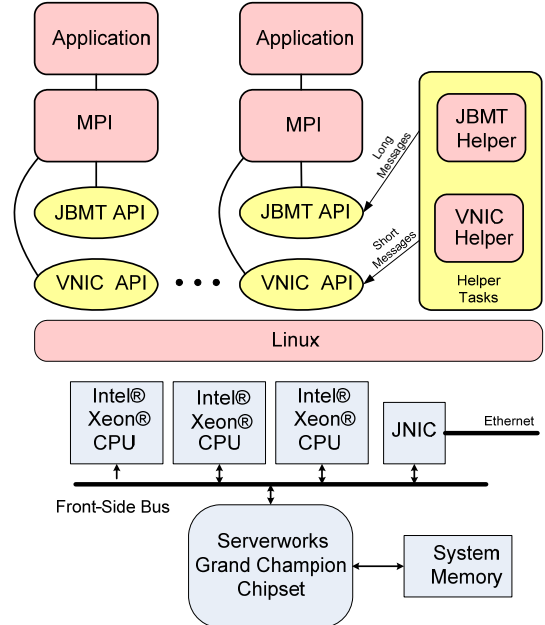 Application
Application
MPI
MPI
JBMT
Helper
Long
Messages
JBMT API
JBMT API
VNIC
Helper
Short
Messages
VNIC API
• • •
VNIC API
Helper
Tasks
Linux
Intel®
Xeon®
CPU
Intel®
Xeon®
CPU
Intel®
Xeon®
CPU
JNIC
Ethernet
Front-Side Bus
Serverworks
Grand Champion
Chipset
System
Memory